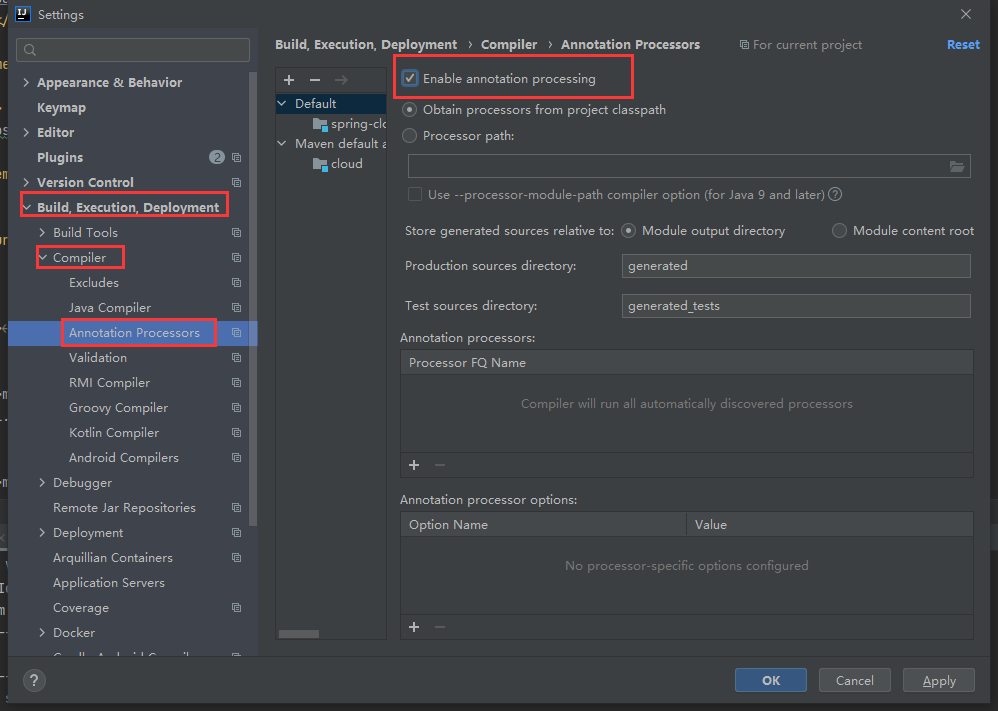 Settings
Build, Execution, Deployment › Compiler › Annotation Processors
For current project
Reset
Appearance & Behavior
Keymap
Editor
Plugins
2
Version Control
Build, Execution, Deployment
Build Tools
Compiler
Excludes
Java Compiler
Annotation Processors
Validation
RMI Compiler
Groovy Compiler
Kotlin Compiler
Android Compilers
Debugger
Remote Jar Repositories
Deployment
Arquillian Containers
Application Servers
Coverage
Docker
Default
spring-clo
Maven default a
cloud
Enable annotation processing
Obtain processors from project classpath
Processor path:
Use --processor-module-path compiler option (for Java 9 and later) ?
Store generated sources relative to: Module output directory Module content root
Production sources directory: generated
Test sources directory: generated_tests
Annotation processors:
Processor FQ Name
Compiler will run all automatically discovered processors
Annotation processor options:
Option Name Value
No processor-specific options configured
?
OK Cancel Apply